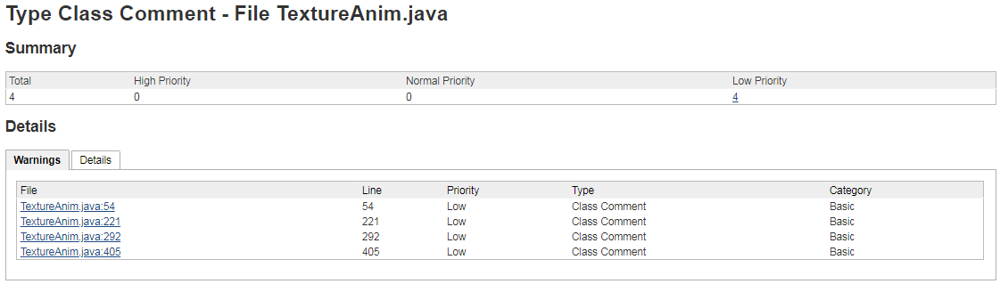 Type Class Comment - File TextureAnim.java
Summary
Total High Priority Normal Priority Low Priority
4 0 0 4
Details
Warnings Details
File Line Priority Type Category
TextureAnim.java:54 54 Low Class Comment Basic
TextureAnim.java:221 221 Low Class Comment Basic
TextureAnim.java:292 292 Low Class Comment Basic
TextureAnim.java:405 405 Low Class Comment Basic